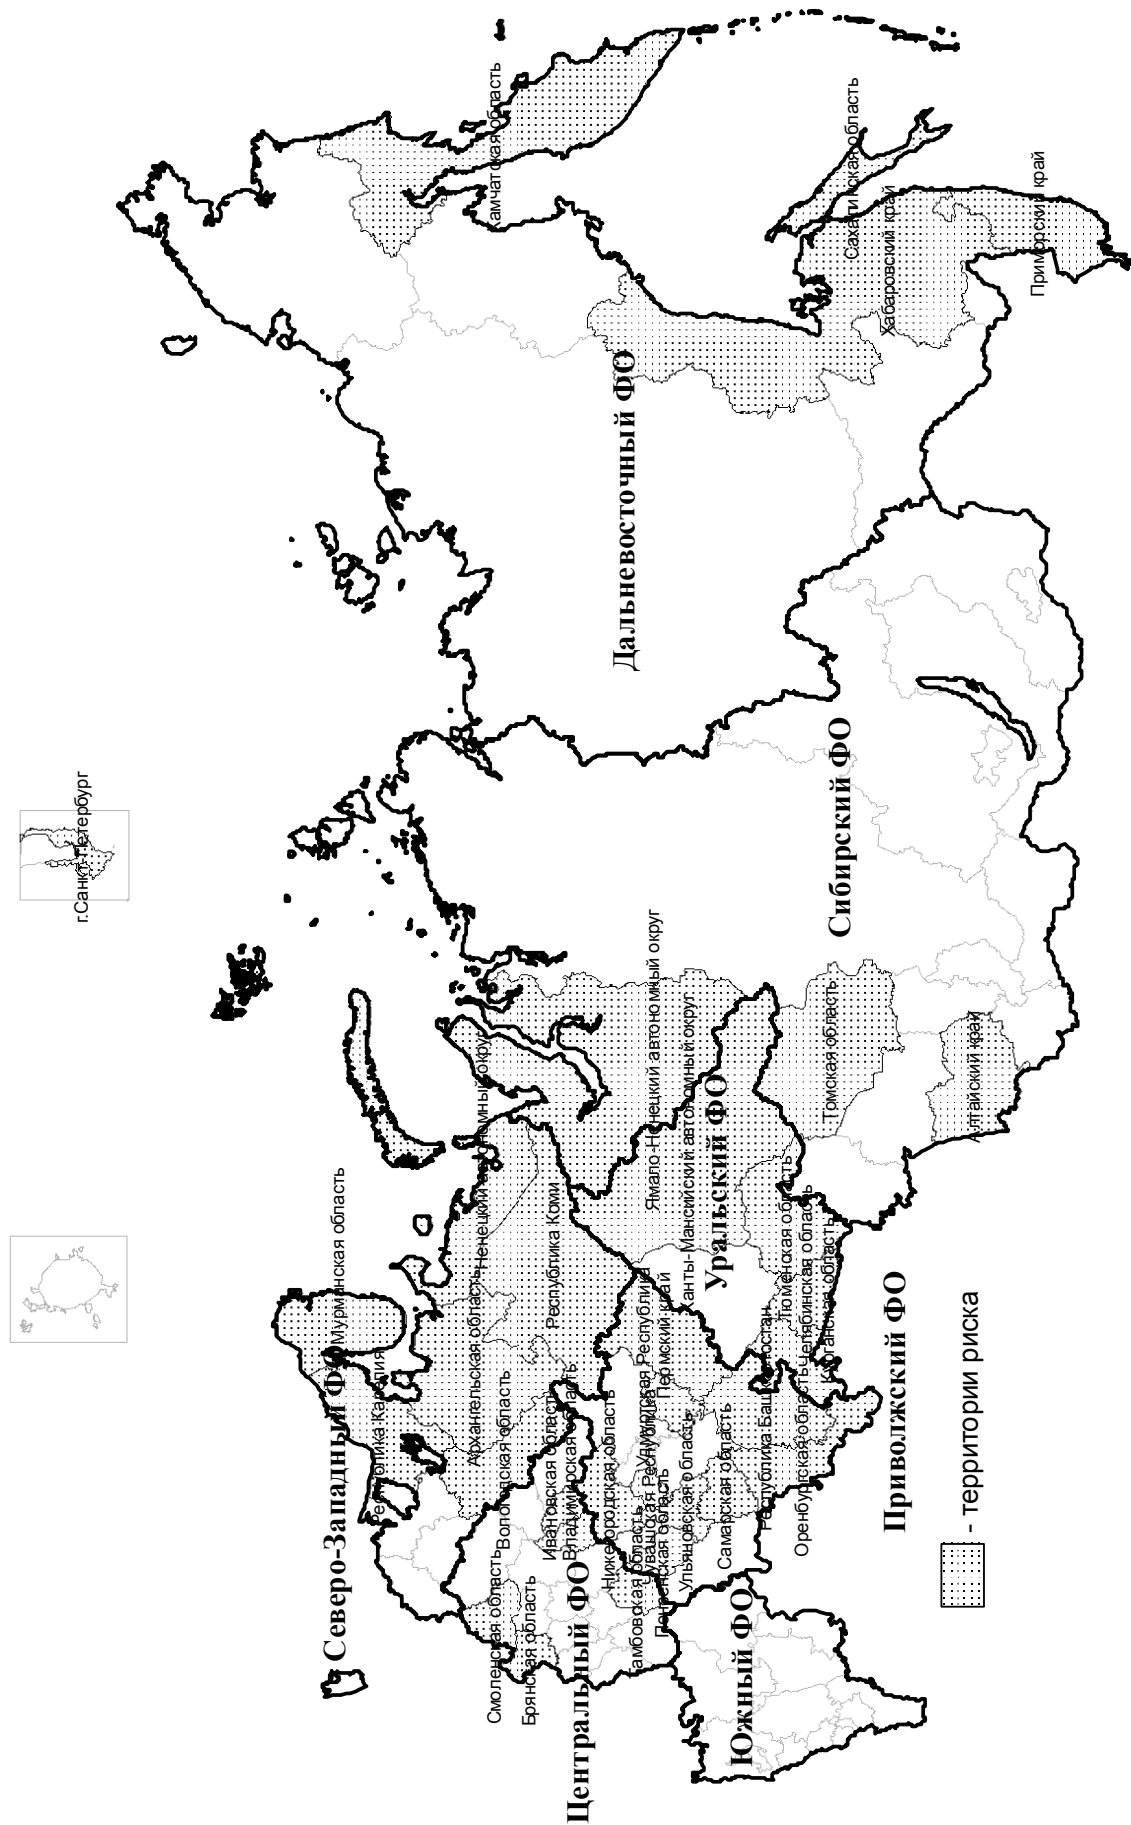 г.Санкт-Петербург
Мурманская область
Северо-Западный ФО
Республика Карелия
Ненецкий автономный округ
Архангельская область
Вологодская область
Республика Коми
Смоленская область
Брянская область
Ивановская область
Владимирская область
Центральный ФО
Нижегородская область
Тамбовская область
Чувашская Республика
Удмуртская Республика
Пензенская область
Пермский край
Ульяновская область
Самарская область
Южный ФО
Республика Башкортостан
Оренбургская область
Приволжский ФО
Ямало-Ненецкий автономный округ
Ханты-Мансийский автономный округ
Уральский ФО
Тюменская область
Челябинская область
Курганская область
Томская область
Алтайский край
Сибирский ФО
Дальневосточный ФО
Камчатская область
Сахалинская область
Хабаровский край
Приморский край
- территории риска